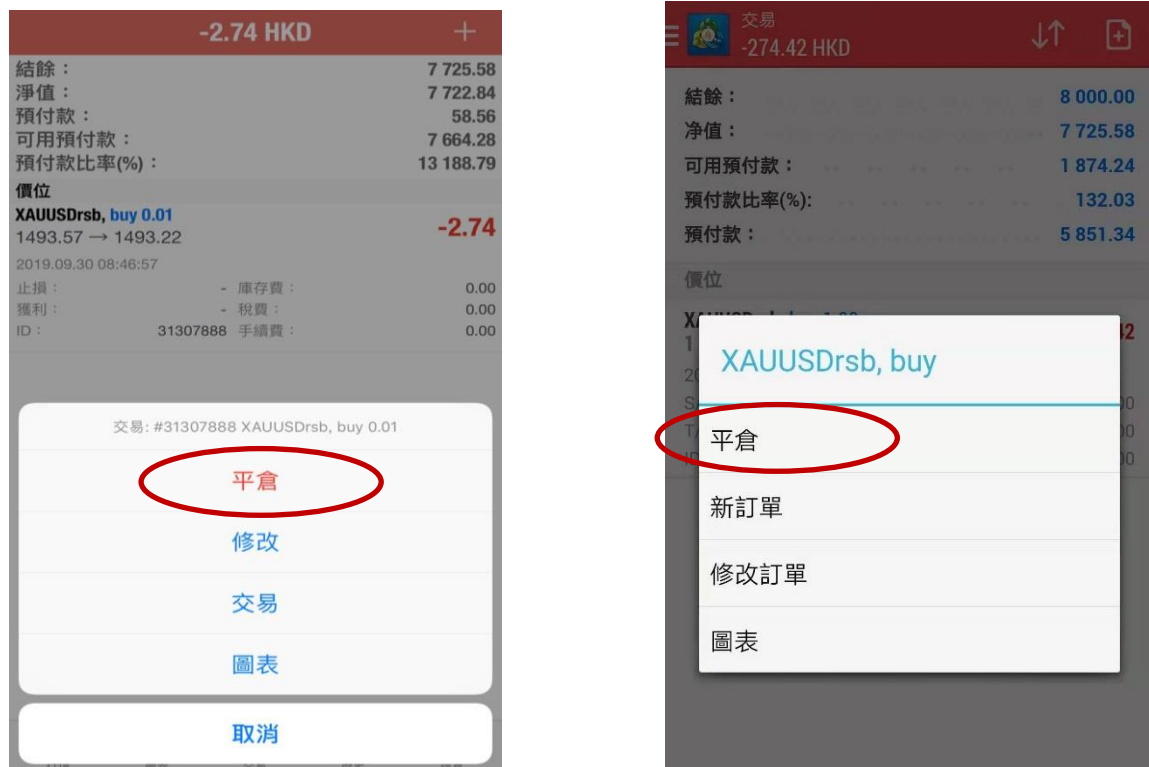 -2.74 HKD +
結餘： 7 725.58
淨值： 7 722.84
預付款： 58.56
可用預付款： 7 664.28
預付款比率(%)： 13 188.79
價位
XAUUSDrsb, buy 0.01
1493.57 → 1493.22 -2.74
2019.09.30 08:46:57
止損： - 庫存費： 0.00
獲利： - 稅費： 0.00
ID： 31307888 手續費： 0.00
交易: #31307888 XAUUSDrsb, buy 0.01
平倉
修改
交易
圖表
取消
交易
-274.42 HKD
結餘： 8 000.00
净值： 7 725.58
可用預付款： 1 874.24
預付款比率(%): 132.03
預付款： 5 851.34
價位
XAUUSDrsb, buy
平倉
新訂單
修改訂單
圖表